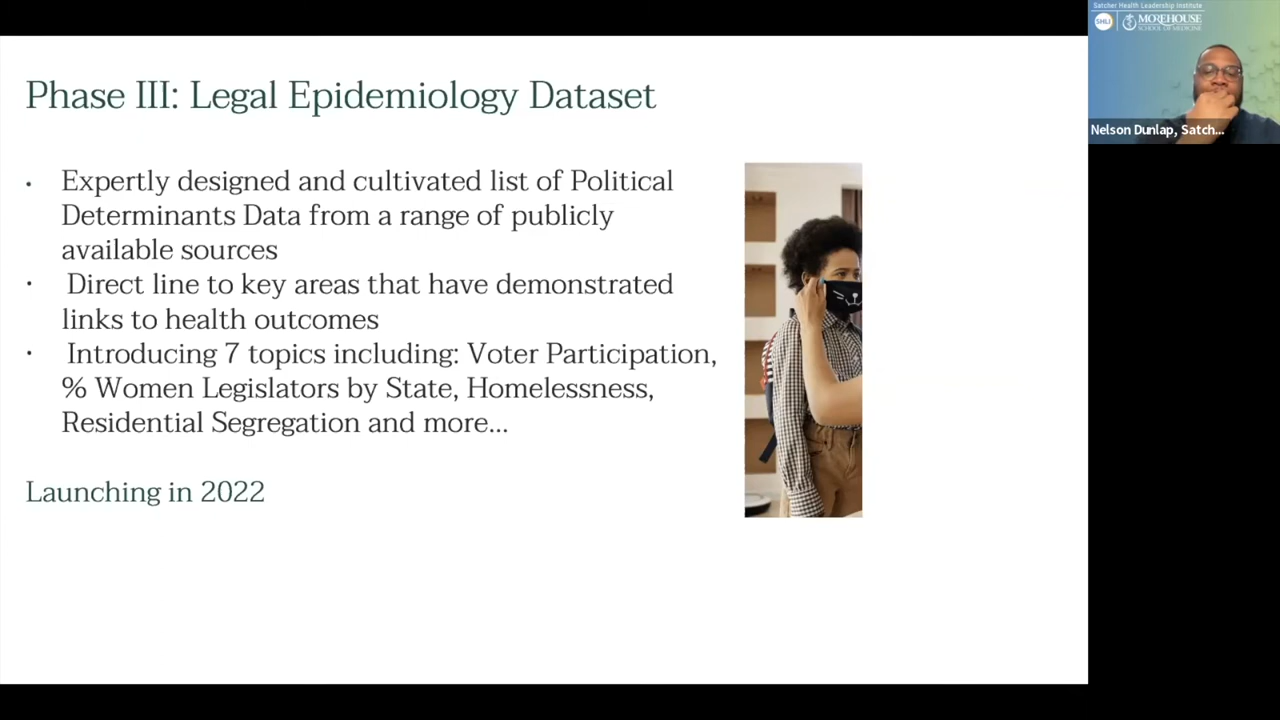 Phase III: Legal Epidemiology Dataset
• Expertly designed and cultivated list of Political
Determinants Data from a range of publicly
available sources
• Direct line to key areas that have demonstrated
links to health outcomes
• Introducing 7 topics including: Voter Participation,
% Women Legislators by State, Homelessness,
Residential Segregation and more...
Launching in 2022
Satcher Health Leadership Institute
SHLI
MOREHOUSE
SCHOOL OF MEDICINE
Nelson Dunlap, Satch...